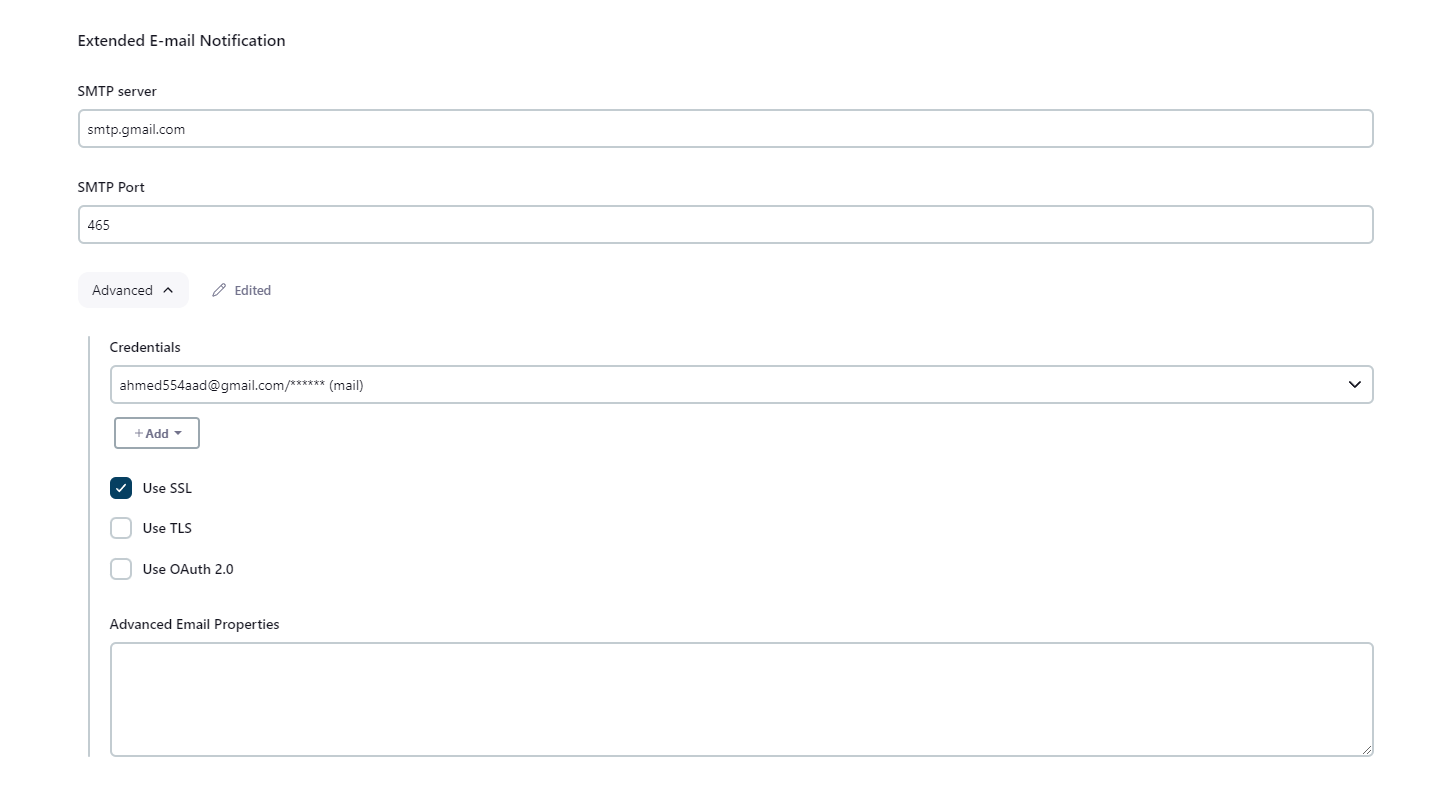 Extended E-mail Notification
SMTP server
smtp.gmail.com
SMTP Port
465
Advanced
Edited
Credentials
ahmed554aad@gmail.com/****** (mail)
+ Add
Use SSL
Use TLS
Use OAuth 2.0
Advanced Email Properties